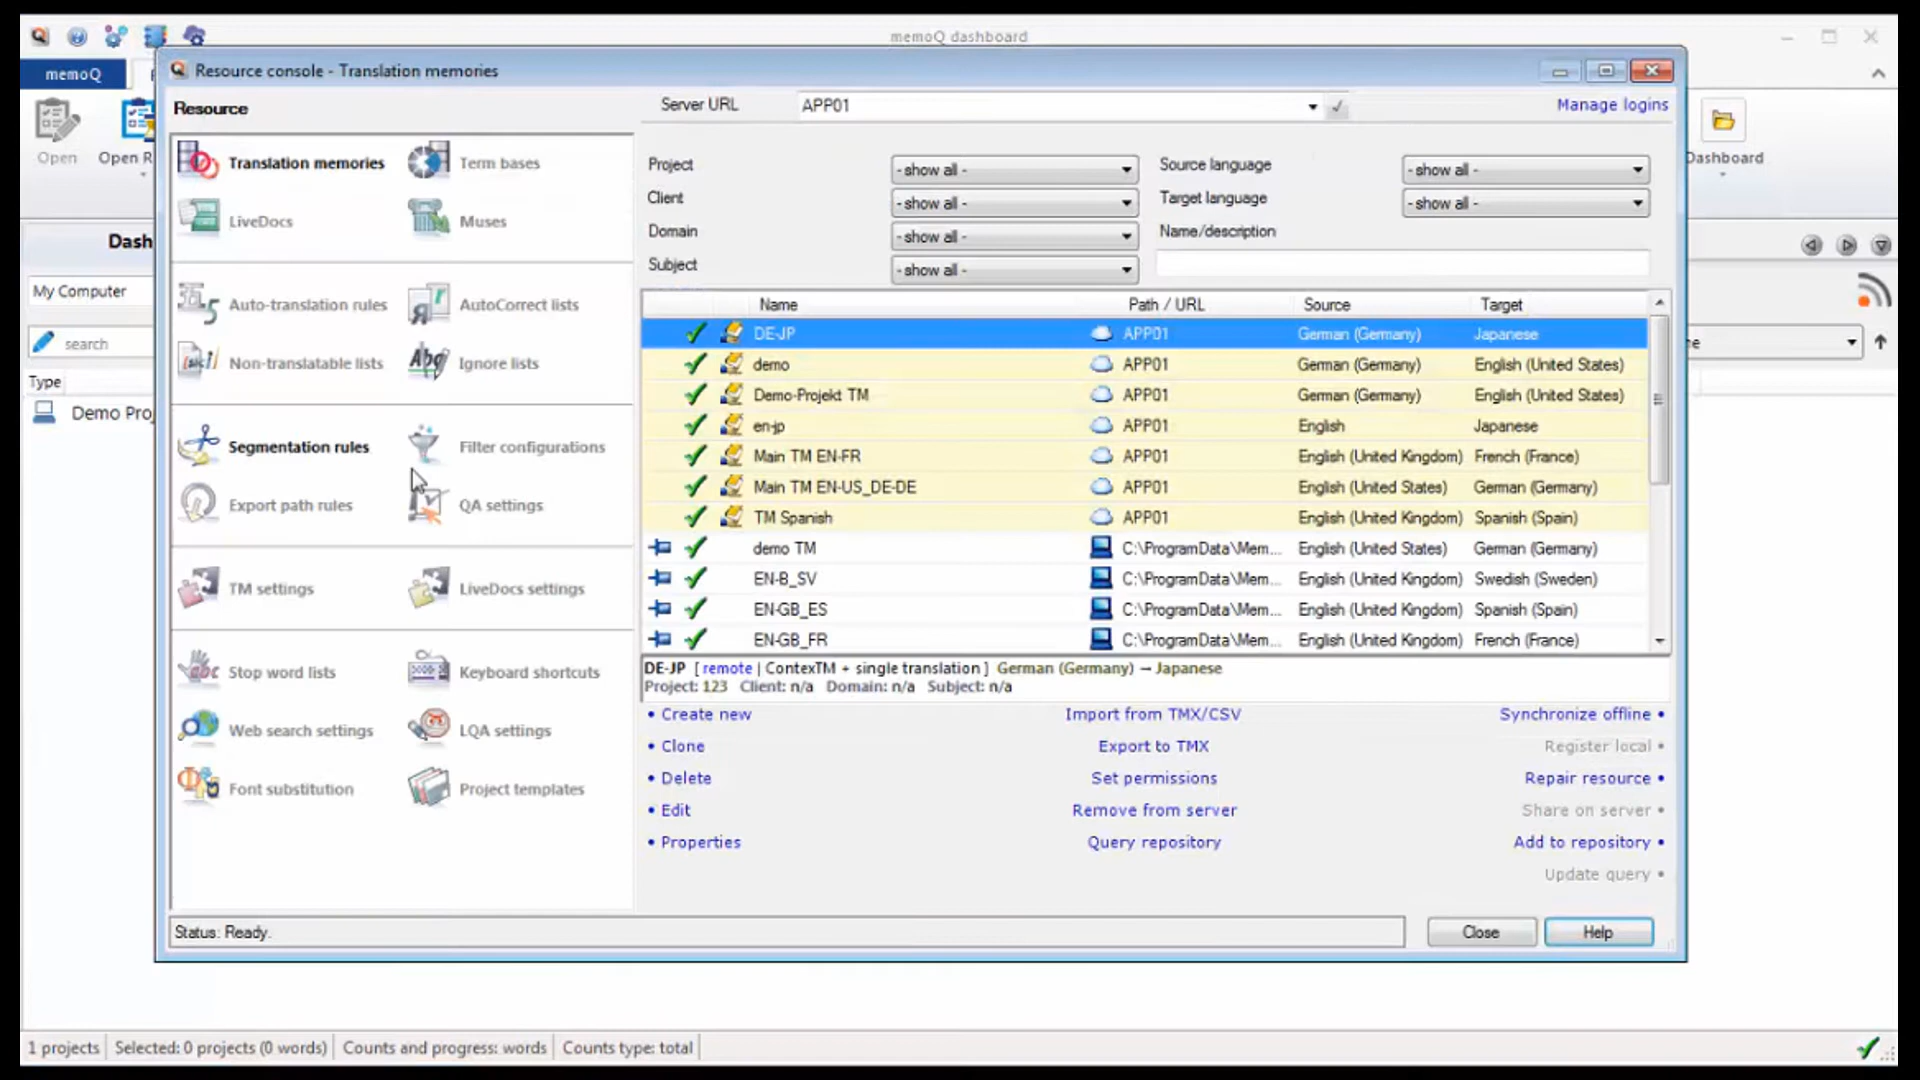 memoQ dashboard
memoQ
Open
Open R
Dashboard
Dash
My Computer
search
Type
Demo Proj
ne
Resource console - Translation memories
Resource
Translation memories
Term bases
LiveDocs
Muses
Auto-translation rules
AutoCorrect lists
Non-translatable lists
Ignore lists
Segmentation rules
Filter configurations
Export path rules
QA settings
TM settings
LiveDocs settings
Stop word lists
Keyboard shortcuts
Web search settings
LQA settings
Font substitution
Project templates
Server URL APP01 Manage logins
Project - show all - Source language - show all -
Client - show all - Target language - show all -
Domain - show all - Name/description
Subject - show all -
Name Path / URL Source Target
DE-JP APP01 German (Germany) Japanese
demo APP01 German (Germany) English (United States)
Demo-Projekt TM APP01 German (Germany) English (United States)
en-jp APP01 English Japanese
Main TM EN-FR APP01 English (United Kingdom) French (France)
Main TM EN-US_DE-DE APP01 English (United States) German (Germany)
TM Spanish APP01 English (United Kingdom) Spanish (Spain)
demo TM C:\ProgramData\Mem... English (United States) German (Germany)
EN-B_SV C:\ProgramData\Mem... English (United Kingdom) Swedish (Sweden)
EN-GB_ES C:\ProgramData\Mem... English (United Kingdom) Spanish (Spain)
EN-GB_FR C:\ProgramData\Mem... English (United Kingdom) French (France)
DE-JP [ remote | ContexTM + single translation ] German (Germany) → Japanese
Project: 123 Client: n/a Domain: n/a Subject: n/a
• Create new Import from TMX/CSV Synchronize offline •
• Clone Export to TMX Register local •
• Delete Set permissions Repair resource •
• Edit Remove from server Share on server •
• Properties Query repository Add to repository •
Update query •
Status: Ready.
Close
Help
1 projects Selected: 0 projects (0 words) Counts and progress: words Counts type: total